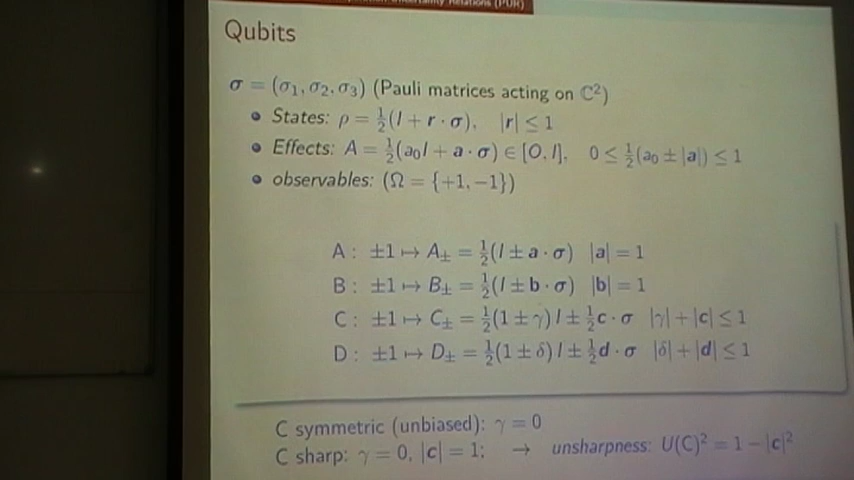 Uncertainty Relations (PUR)
Qubits
σ = (σ₁, σ₂, σ₃) (Pauli matrices acting on ℂ²)
• States: ρ = ½(I + r · σ), |r| ≤ 1
• Effects: A = ½(a₀I + a · σ) ∈ [O, I], 0 ≤ ½(a₀ ± |a|) ≤ 1
• observables: (Ω = {+1, −1})
A : ±1 ↦ A± = ½(I ± a · σ) |a| = 1
B : ±1 ↦ B± = ½(I ± b · σ) |b| = 1
C : ±1 ↦ C± = ½(1 ± γ) I ± ½c · σ |γ| + |c| ≤ 1
D : ±1 ↦ D± = ½(1 ± δ) I ± ½d · σ |δ| + |d| ≤ 1
C symmetric (unbiased): γ = 0
C sharp: γ = 0, |c| = 1; → unsharpness: U(C)² = 1 − |c|²